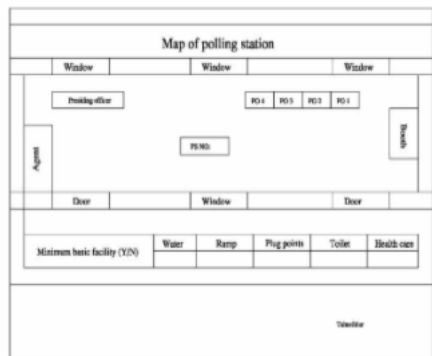 Map of polling station
Window Window Window
Presiding officer PO 4 PO 3 PO 2 PO 1
Booth
Agent
PS NO:
Door Window Door
Minimum basic facility (Y/N) Water Ramp Plug points Toilet Health care
Tahsildar